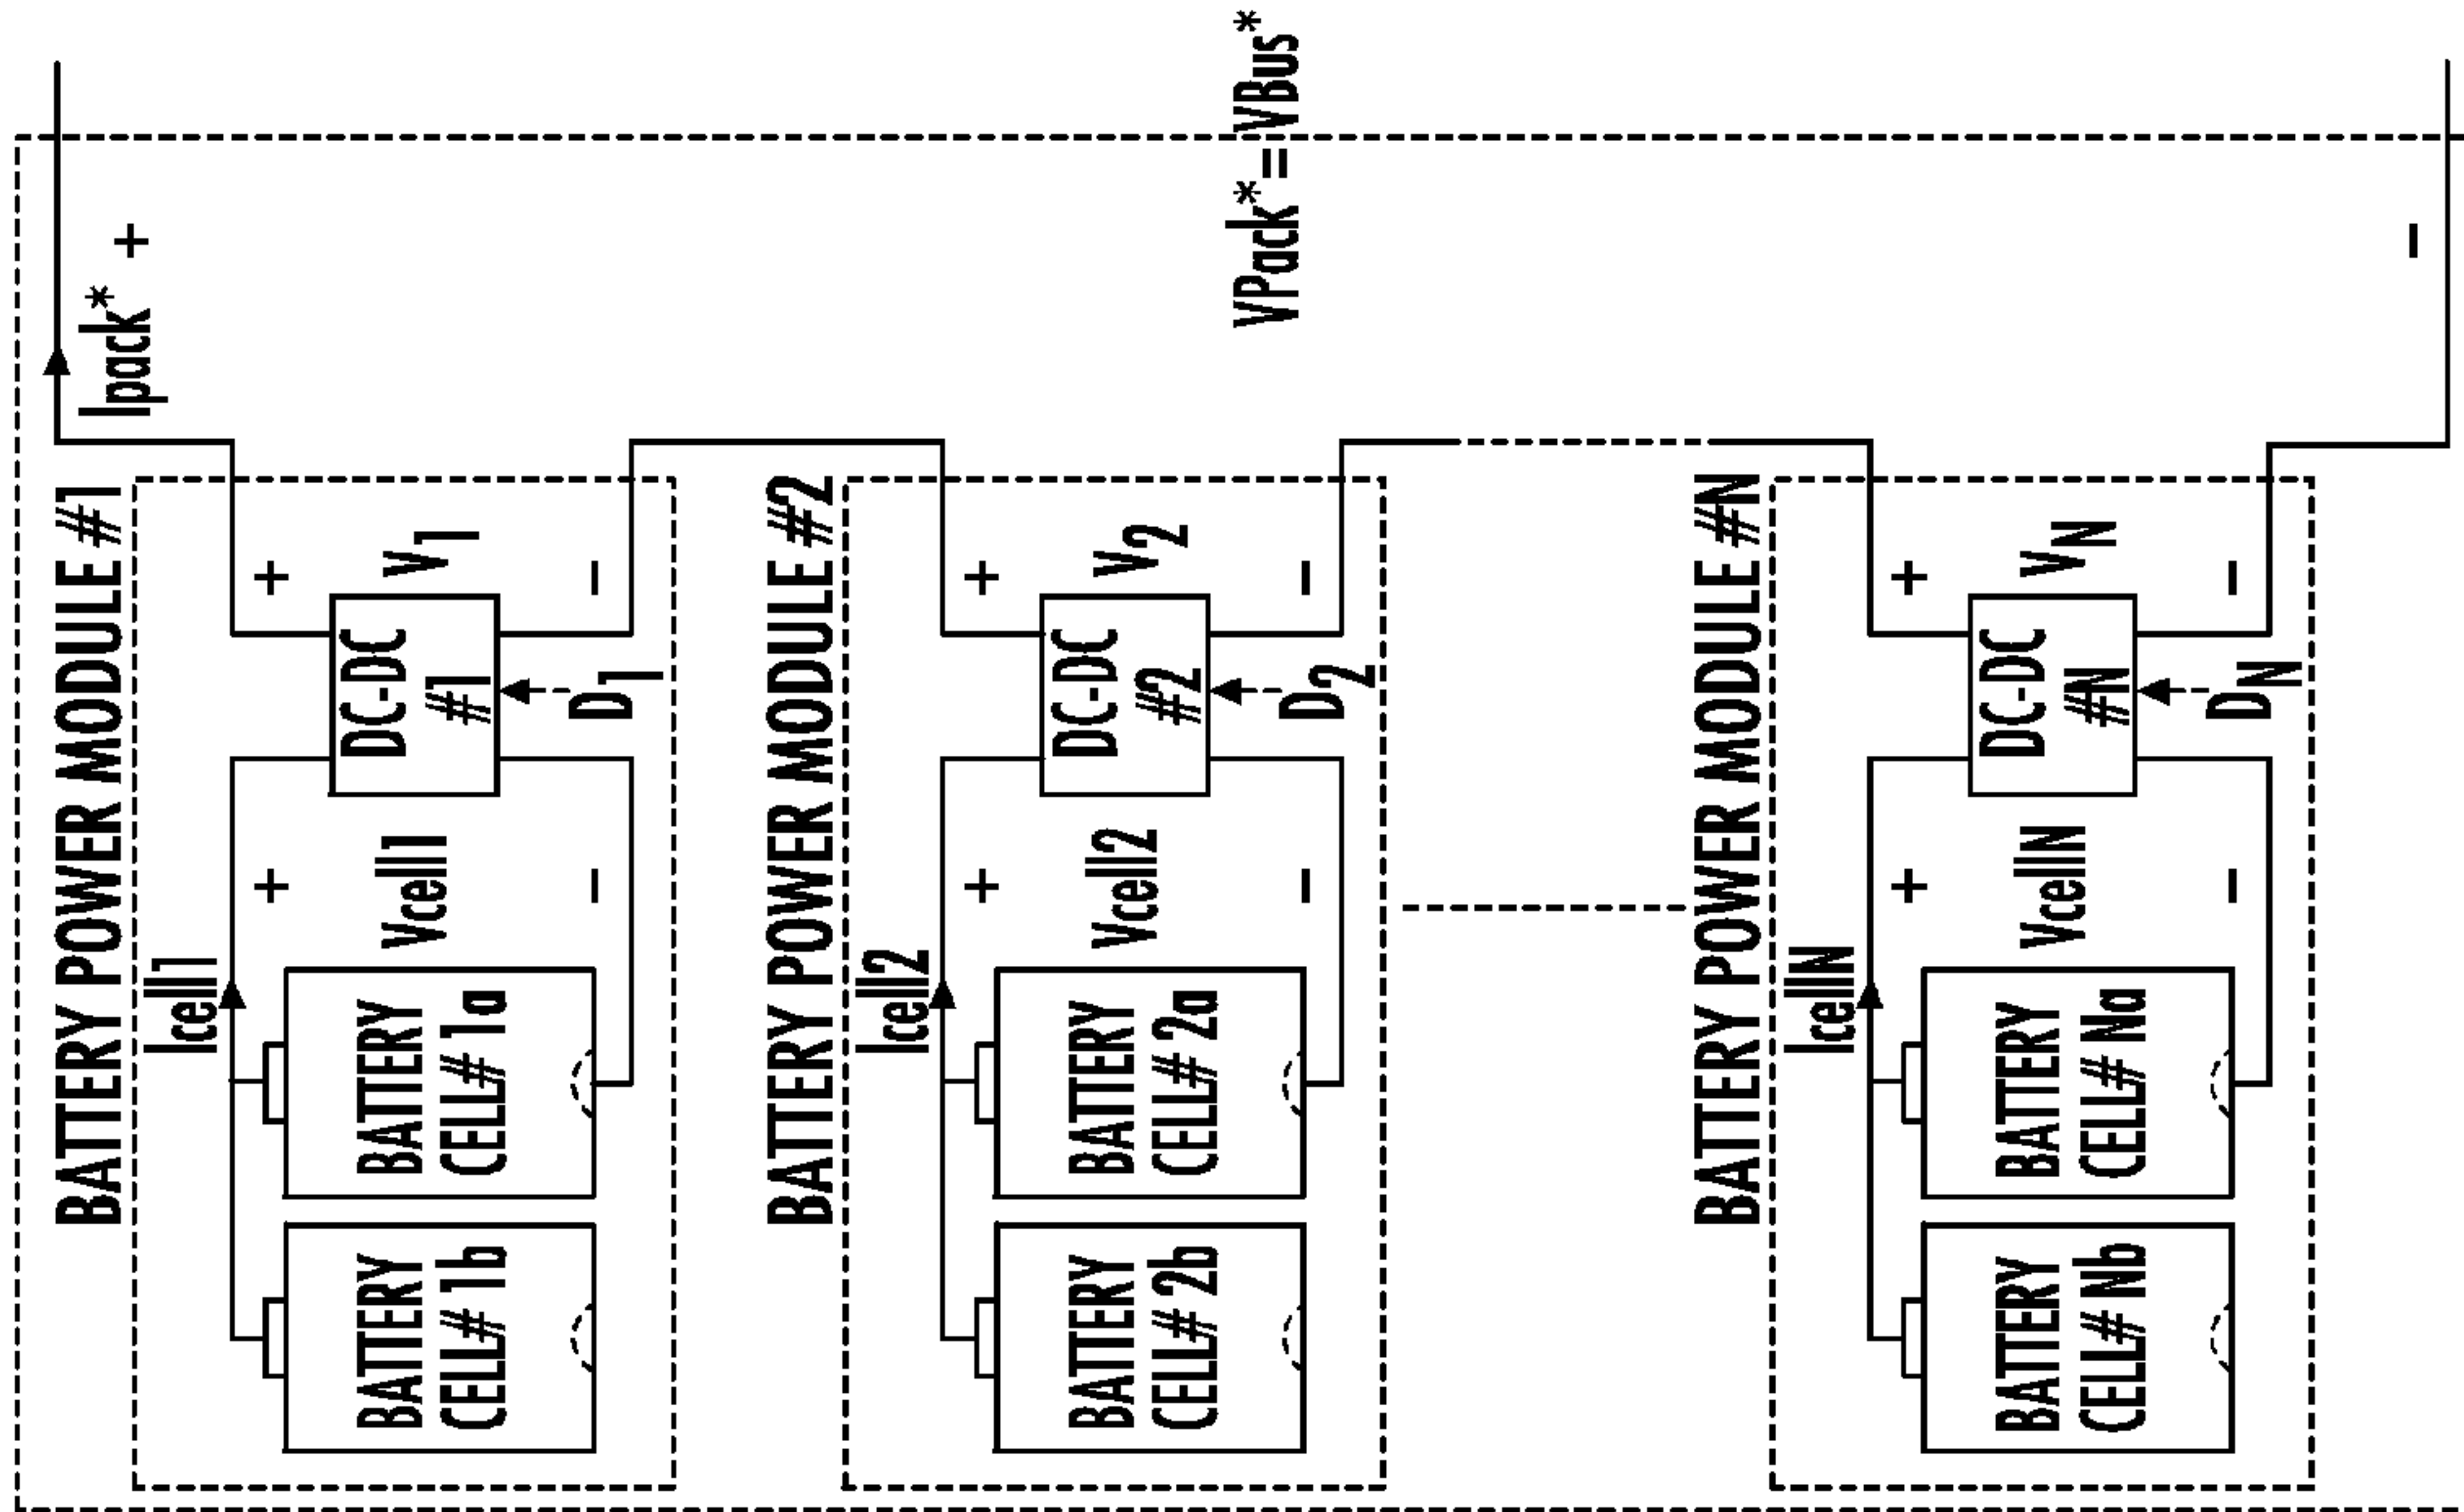 BATTERY POWER MODULE #1
Icell1
BATTERY
CELL# 1b
BATTERY
CELL# 1a
+
Vcell1
−
DC-DC
#1
D1
+
V1
−
Ipack* +
BATTERY POWER MODULE #2
Icell2
BATTERY
CELL# 2b
BATTERY
CELL# 2a
+
Vcell2
−
DC-DC
#2
D2
+
V2
−
VPack*=VBus*
BATTERY POWER MODULE #N
IcellN
BATTERY
CELL# Nb
BATTERY
CELL# Na
+
VcellN
−
DC-DC
#N
DN
+
VN
−
−